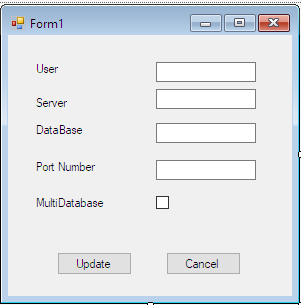 Form1
User
Server
DataBase
Port Number
MultiDatabase
Update Cancel